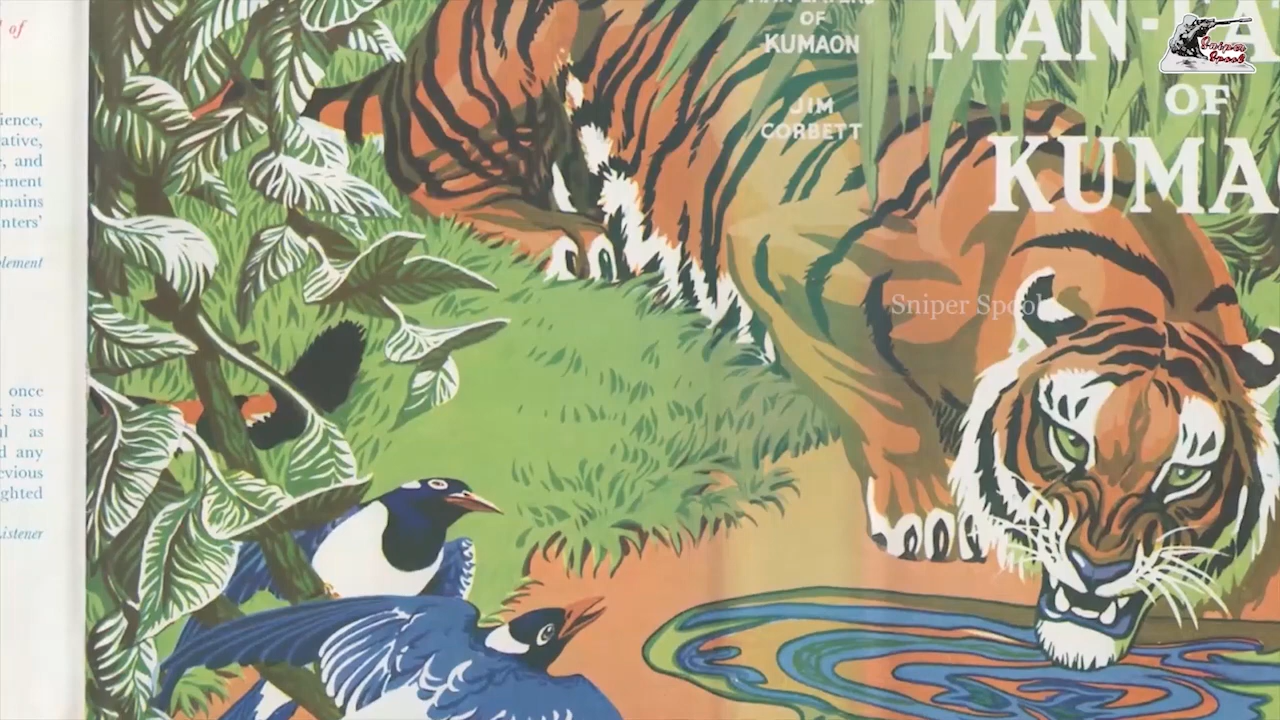 of
ience,
ative,
, and
ement
mains
nters'
plement
once
is as
as
d any
evious
ighted
istener
OF
KUMAON
JIM
CORBETT
MAN-EA
OF
KUMA
Sniper Spool
Sniper
Spool